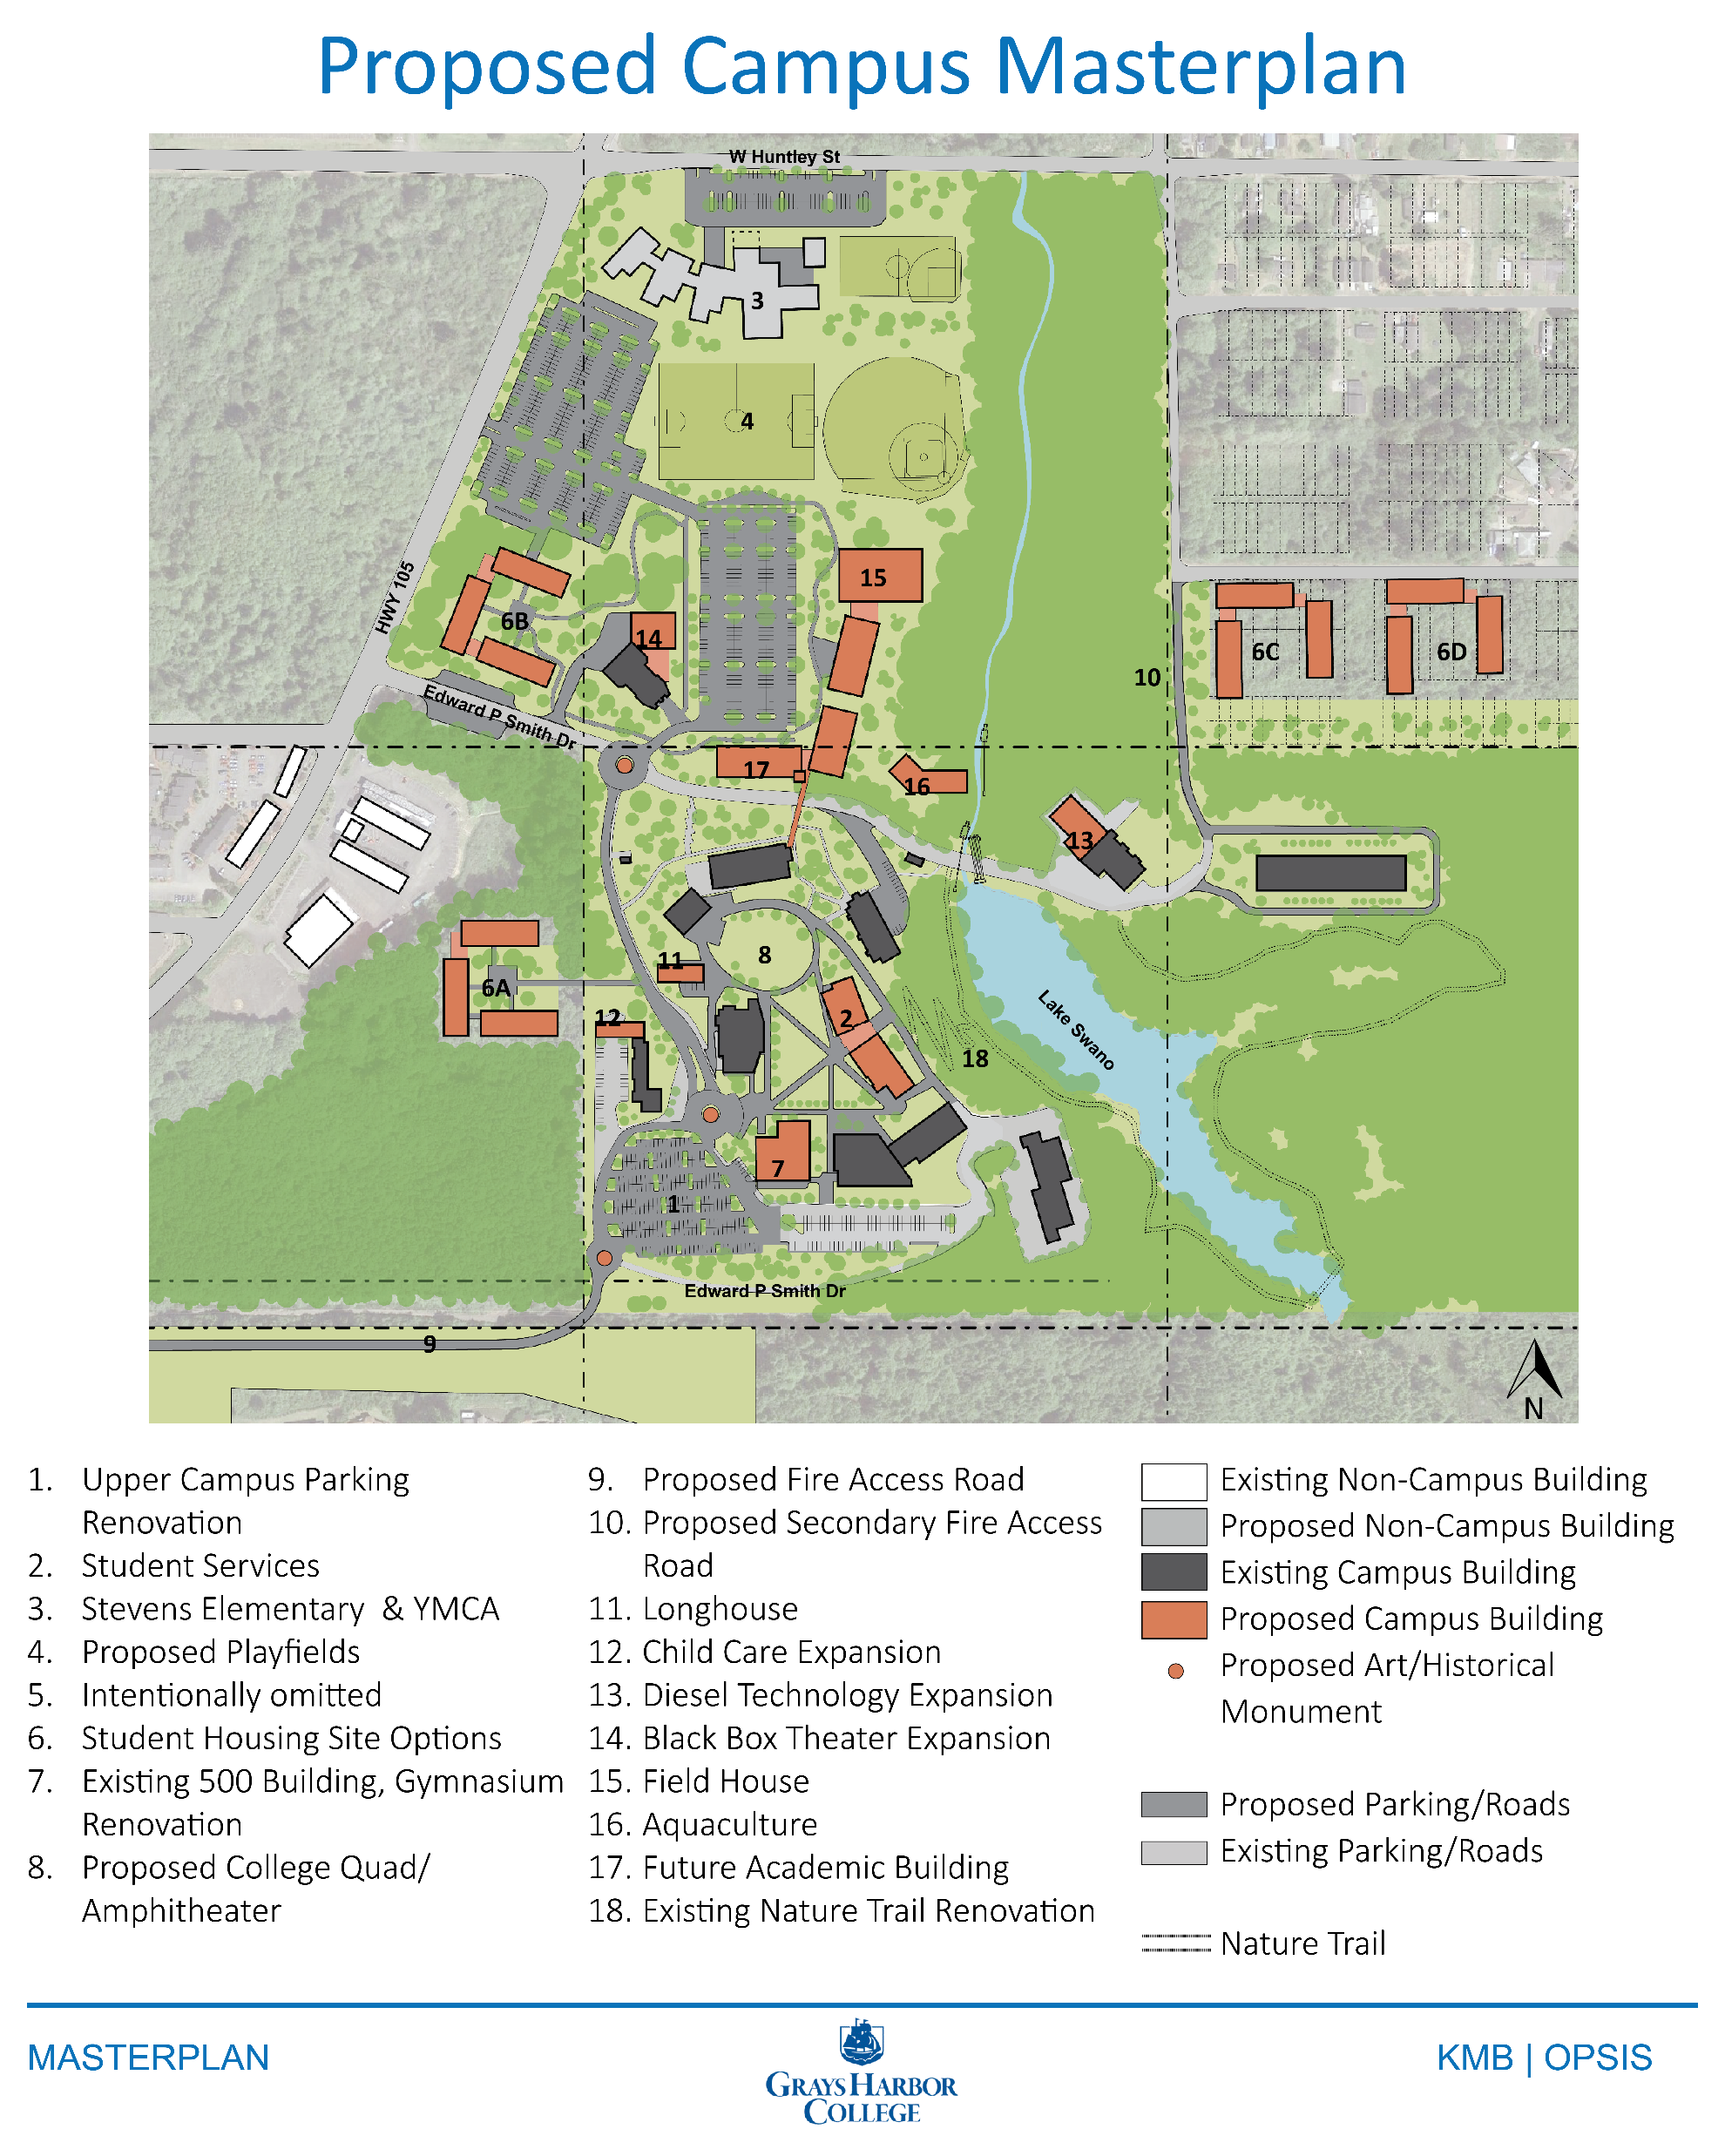 Proposed Campus Masterplan
W Huntley St
3
4
HWY 105
15
6B
14
6C
6D
10
Edward P Smith Dr
17
16
13
11
8
6A
12
2
Lake Swano
18
7
1
Edward P Smith Dr
9
N
1. Upper Campus Parking
Renovation
2. Student Services
3. Stevens Elementary & YMCA
4. Proposed Playfields
5. Intentionally omitted
6. Student Housing Site Options
7. Existing 500 Building, Gymnasium
Renovation
8. Proposed College Quad/
Amphitheater
9. Proposed Fire Access Road
10. Proposed Secondary Fire Access
Road
11. Longhouse
12. Child Care Expansion
13. Diesel Technology Expansion
14. Black Box Theater Expansion
15. Field House
16. Aquaculture
17. Future Academic Building
18. Existing Nature Trail Renovation
Existing Non-Campus Building
Proposed Non-Campus Building
Existing Campus Building
Proposed Campus Building
Proposed Art/Historical
Monument
Proposed Parking/Roads
Existing Parking/Roads
Nature Trail
MASTERPLAN
GRAYS HARBOR
COLLEGE
KMB | OPSIS